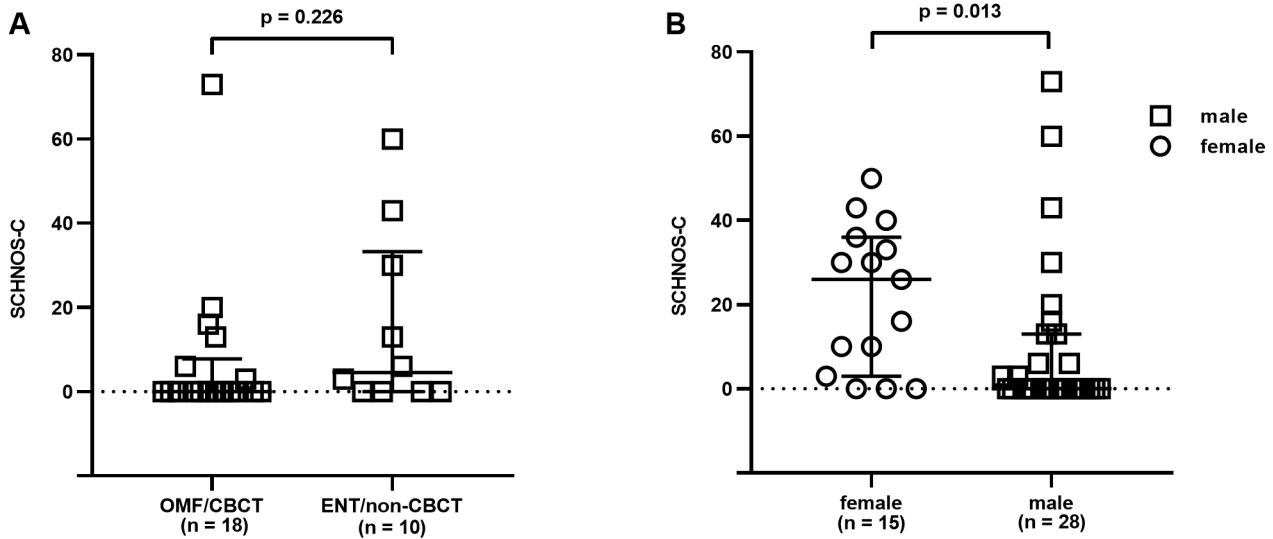 A
p = 0.226
80
60
40
20
0
SCHNOS-C
OMF/CBCT
(n = 18)
ENT/non-CBCT
(n = 10)
B
p = 0.013
80
60
40
20
0
SCHNOS-C
female
(n = 15)
male
(n = 28)
male
female